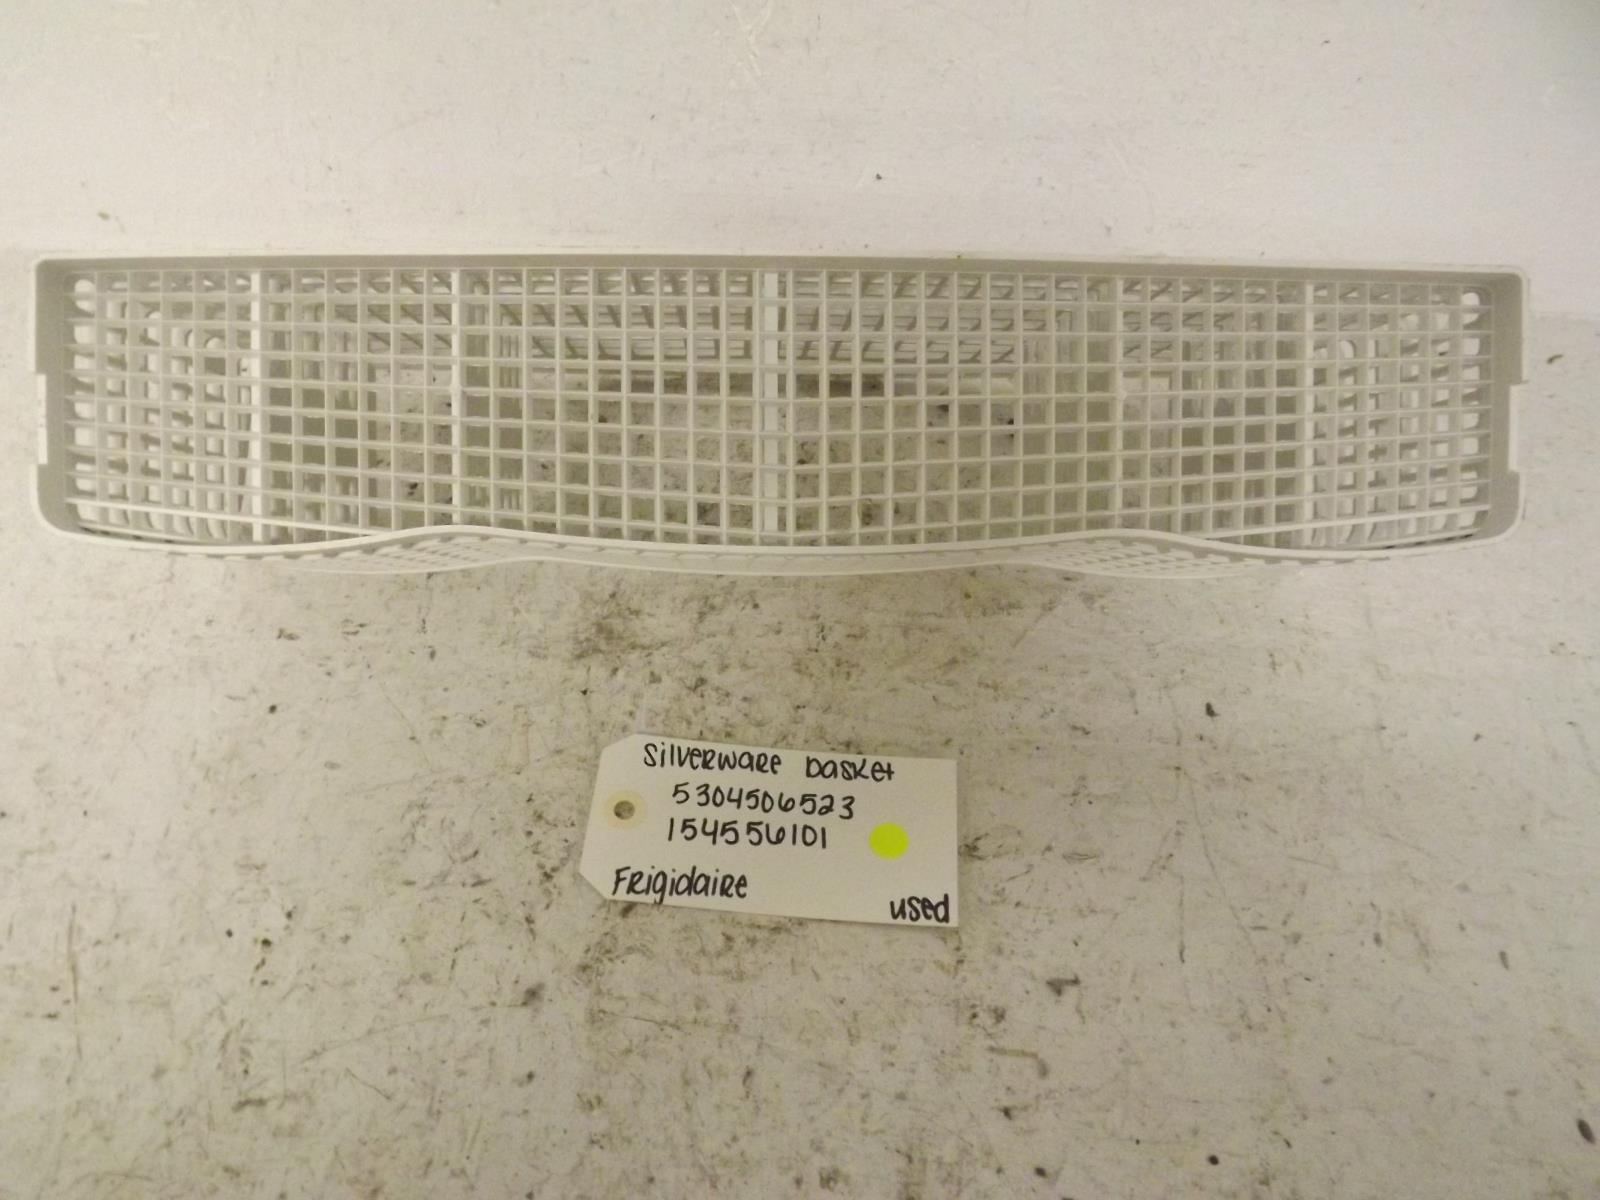 Silverware basket
5304506523
154556101
Frigidaire
used